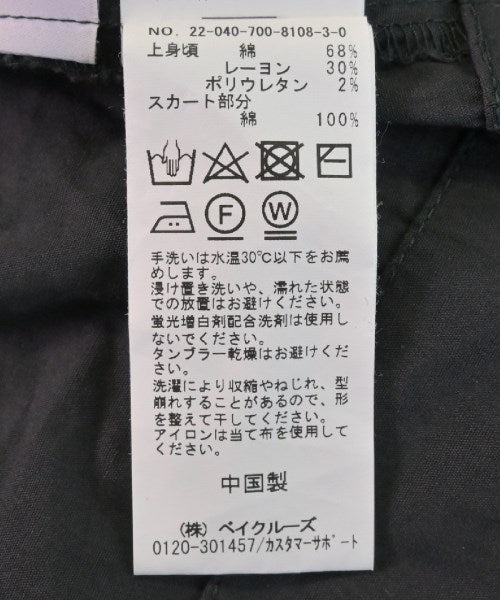 NO. 22-040-700-8108-3-0
上身頃 綿 68%
レーヨン 30%
ポリウレタン 2%
スカート部分
綿 100%
F
W
手洗いは水温30℃以下をお薦
めします。
浸け置き洗いや、濡れた状態
での放置はお避けください。
蛍光増白剤配合洗剤は使用し
ないでください。
タンブラー乾燥はお避けくだ
さい。
洗濯により収縮やねじれ、型
崩れすることがあるので、形
を整えて干してください。
アイロンは当て布を使用して
ください。
中国製
(株) ベイクルーズ
0120-301457/カスタマーサポート